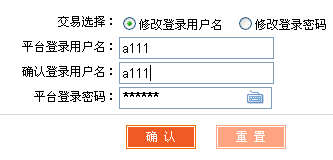 交易选择： 修改登录用户名 修改登录密码
平台登录用户名： a111
确认登录用户名： a111
平台登录密码： ******
确 认 重 置